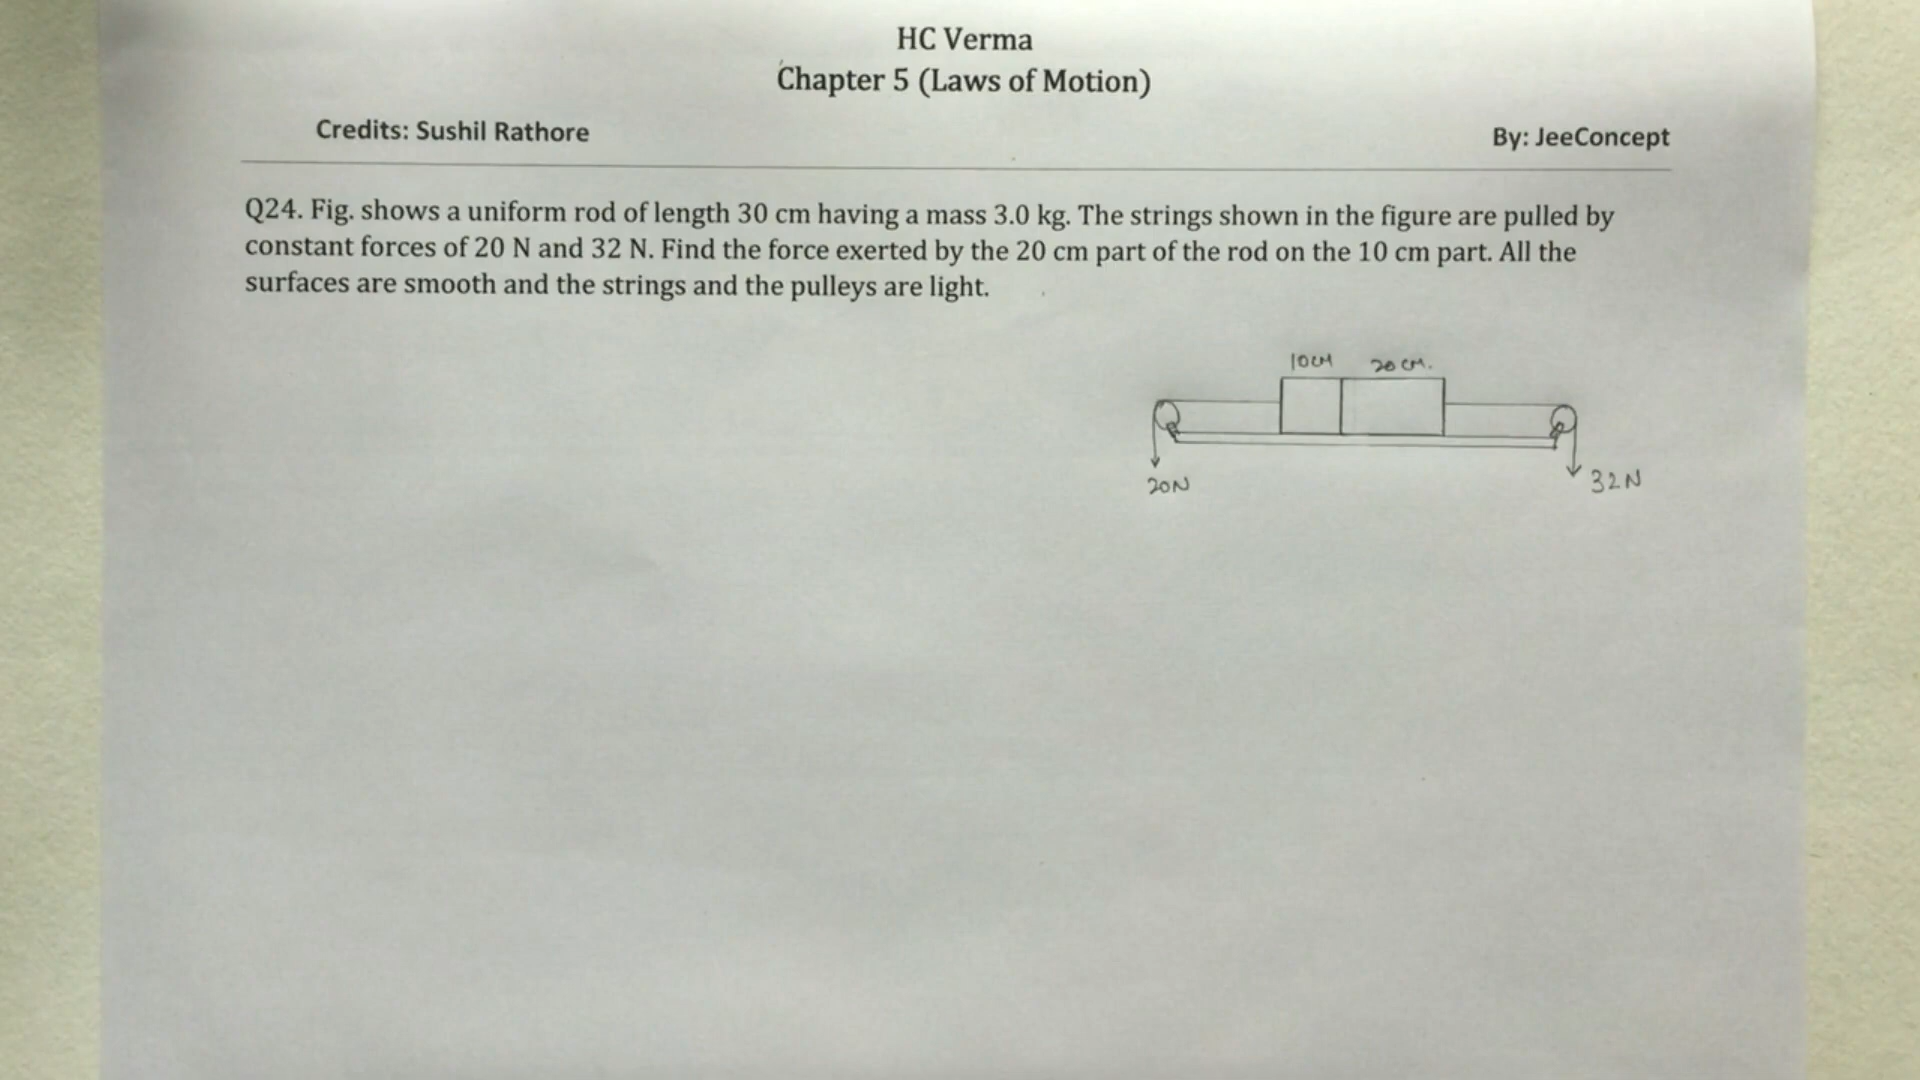 HC Verma
Chapter 5 (Laws of Motion)
Credits: Sushil Rathore
By: JeeConcept
Q24. Fig. shows a uniform rod of length 30 cm having a mass 3.0 kg. The strings shown in the figure are pulled by
constant forces of 20 N and 32 N. Find the force exerted by the 20 cm part of the rod on the 10 cm part. All the
surfaces are smooth and the strings and the pulleys are light.
10CM 20 CM.
20N
32N